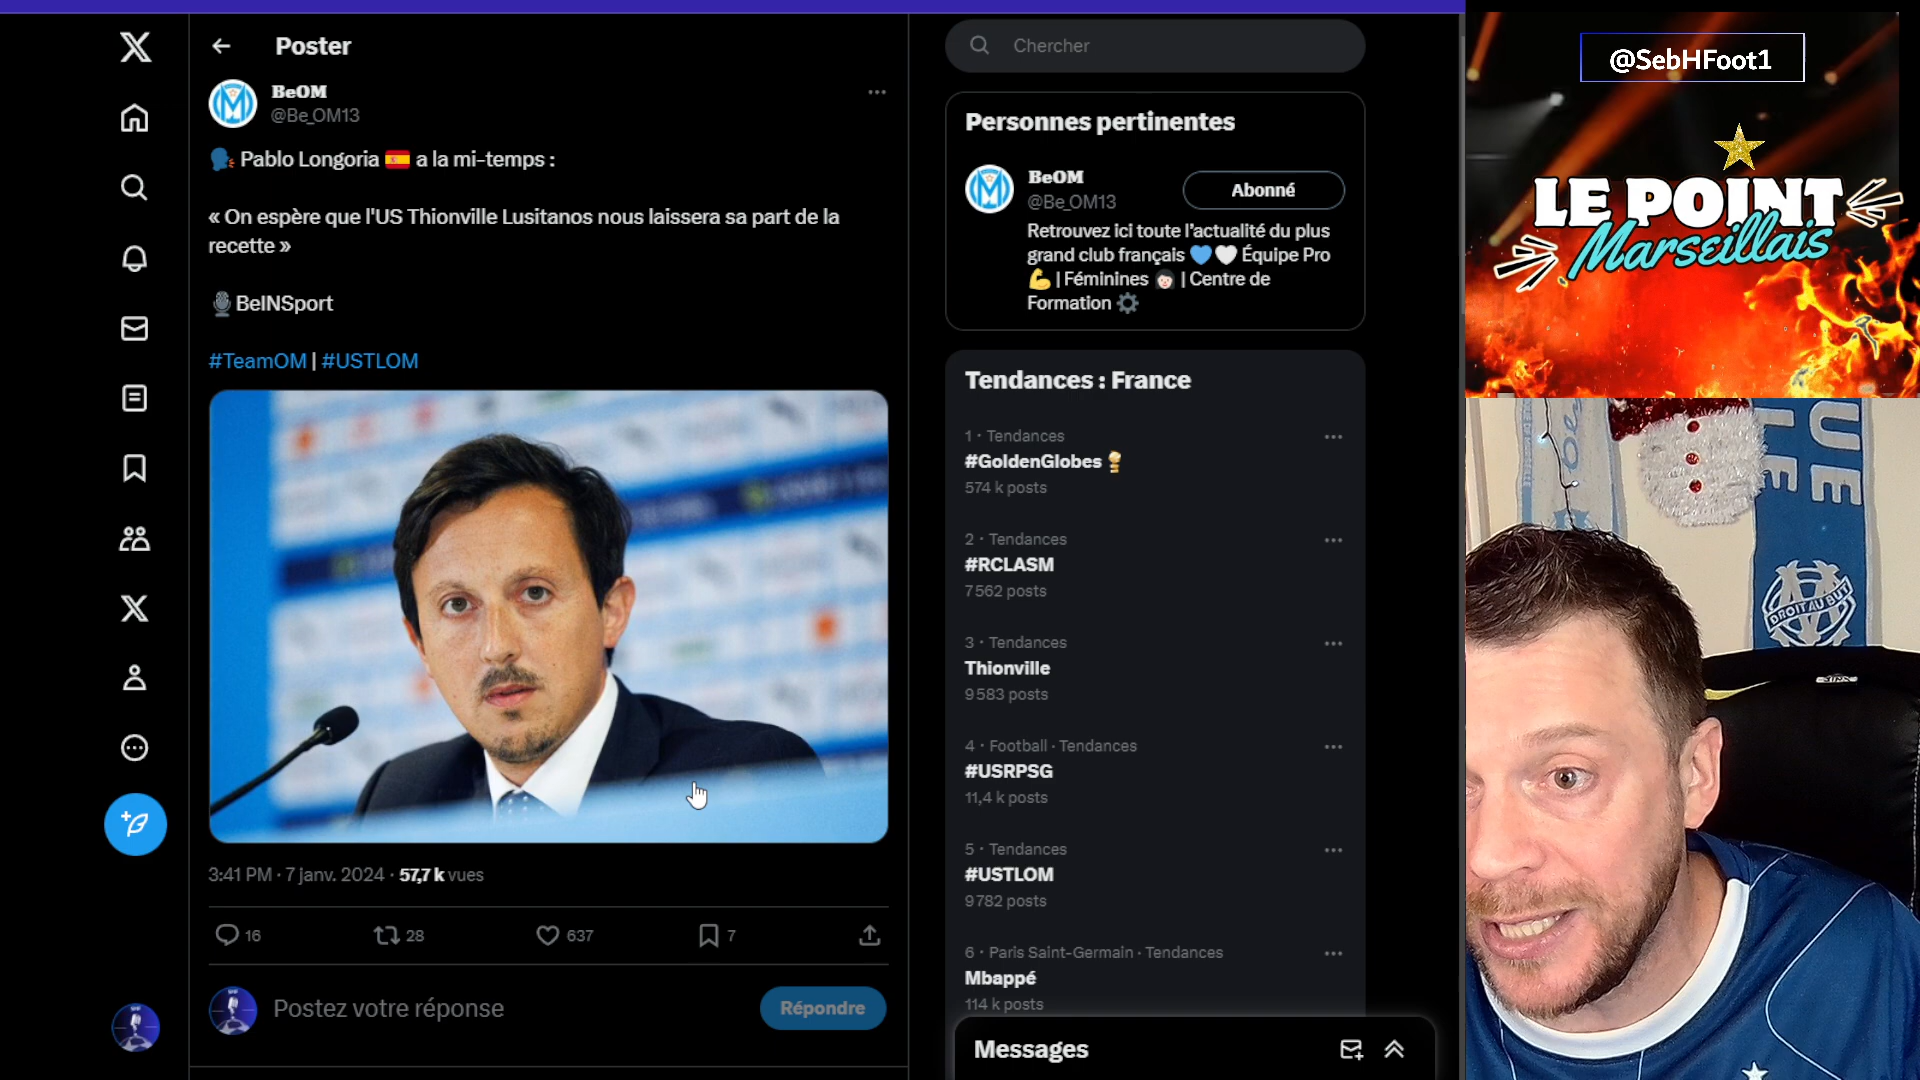 Poster
BeOM
@Be_OM13
Pablo Longoria 🇪🇸 a la mi-temps :
« On espère que l'US Thionville Lusitanos nous laissera sa part de la
recette »
🎙️BeINSport
#TeamOM | #USTLOM
3:41 PM · 7 janv. 2024 · 57,7 k vues
16
28
637
7
Postez votre réponse
Répondre
Chercher
Personnes pertinentes
BeOM
@Be_OM13
Abonné
Retrouvez ici toute l'actualité du plus
grand club français 💙🤍 Équipe Pro
💪 | Féminines 👩🏻 | Centre de
Formation ⚙️
Tendances : France
1 · Tendances
#GoldenGlobes
574 k posts
2 · Tendances
#RCLASM
7 562 posts
3 · Tendances
Thionville
9 583 posts
4 · Football · Tendances
#USRPSG
11,4 k posts
5 · Tendances
#USTLOM
9 782 posts
6 · Paris Saint-Germain · Tendances
Mbappé
114 k posts
Messages
@SebHFoot1
LE POINT
Marseillais
DROIT AU BUT